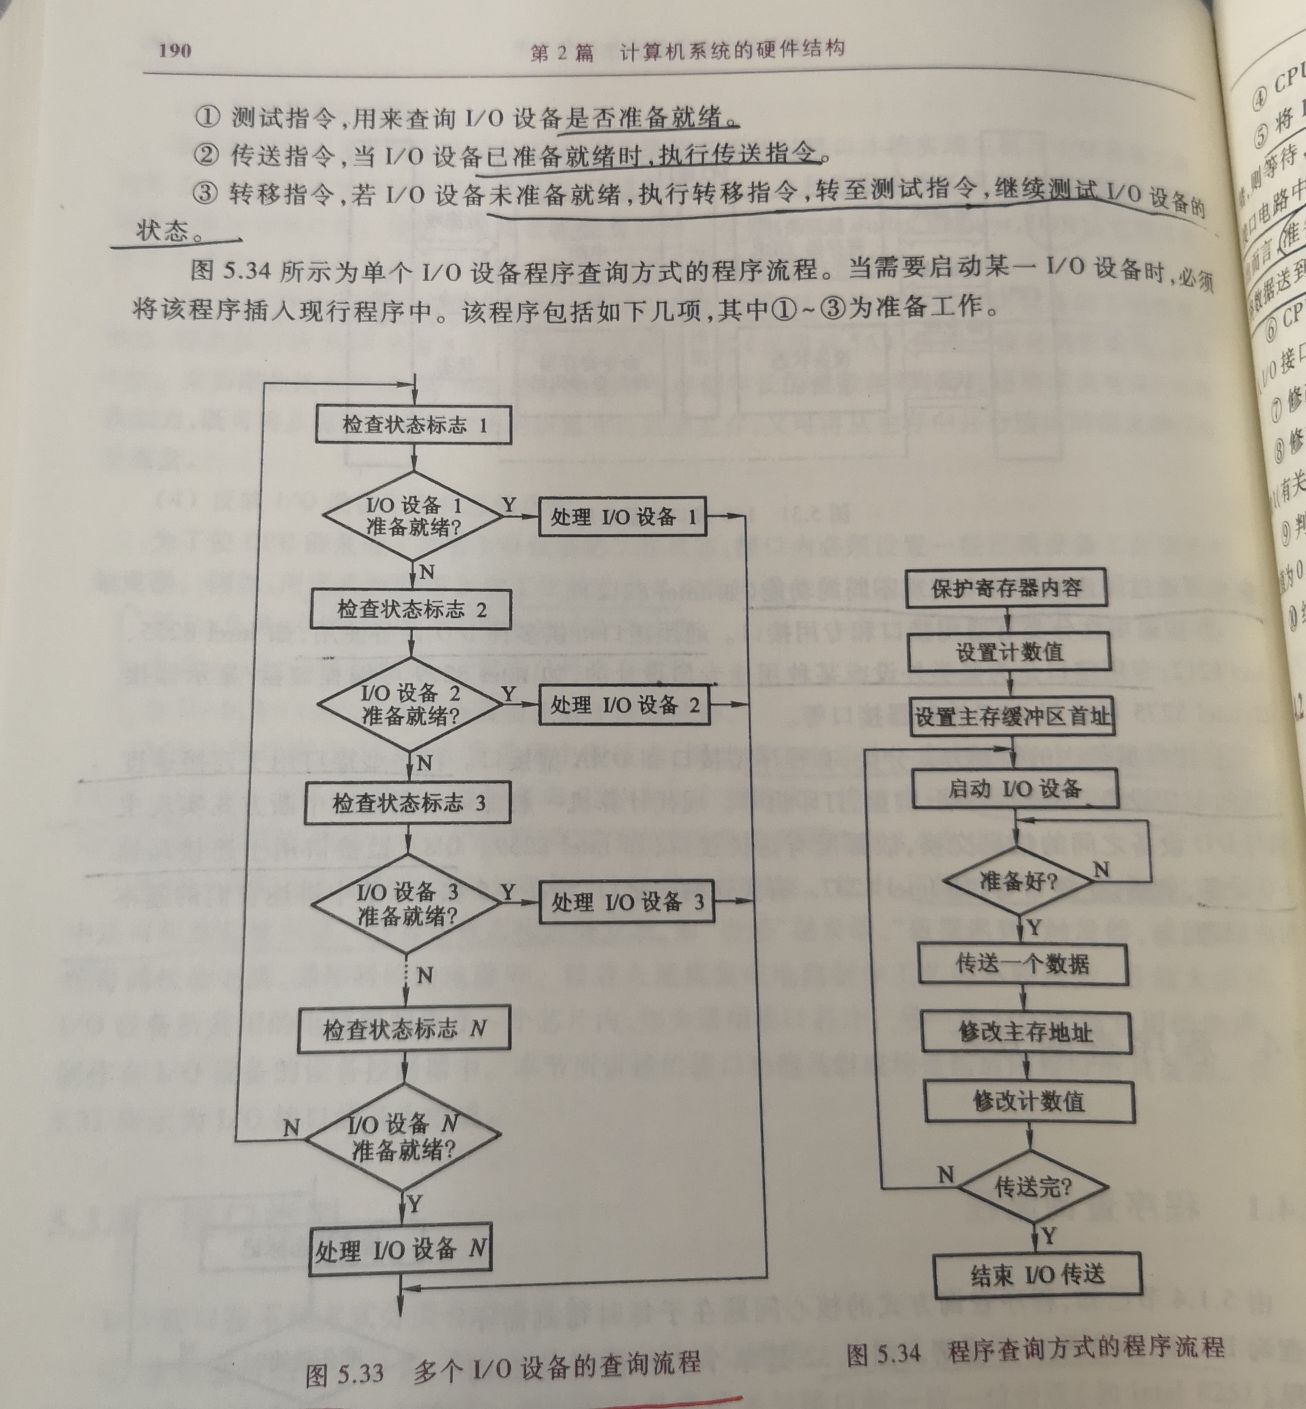 190
第 2 篇 计算机系统的硬件结构
① 测试指令,用来查询 I/O 设备是否准备就绪。
② 传送指令,当 I/O 设备已准备就绪时,执行传送指令。
③ 转移指令,若 I/O 设备未准备就绪,执行转移指令,转至测试指令,继续测试 I/O 设备的
状态。
图 5.34 所示为单个 I/O 设备程序查询方式的程序流程。当需要启动某一 I/O 设备时,必须
将该程序插入现行程序中。该程序包括如下几项,其中①~③为准备工作。
检查状态标志 1
I/O 设备 1
准备就绪?
Y
处理 I/O 设备 1
N
检查状态标志 2
I/O 设备 2
准备就绪?
Y
处理 I/O 设备 2
N
检查状态标志 3
I/O 设备 3
准备就绪?
Y
处理 I/O 设备 3
N
检查状态标志 N
I/O 设备 N
准备就绪?
N
Y
处理 I/O 设备 N
图 5.33 多个 I/O 设备的查询流程
保护寄存器内容
设置计数值
设置主存缓冲区首址
启动 I/O 设备
准备好?
N
Y
传送一个数据
修改主存地址
修改计数值
传送完?
N
Y
结束 I/O 传送
图 5.34 程序查询方式的程序流程
④ CPU
⑤ 将 I
,则等待,
口电路中
而言
数据送到
⑥ CP
I/O 接口
⑦ 修
⑧ 修
(有关
⑨ 判
值为 0